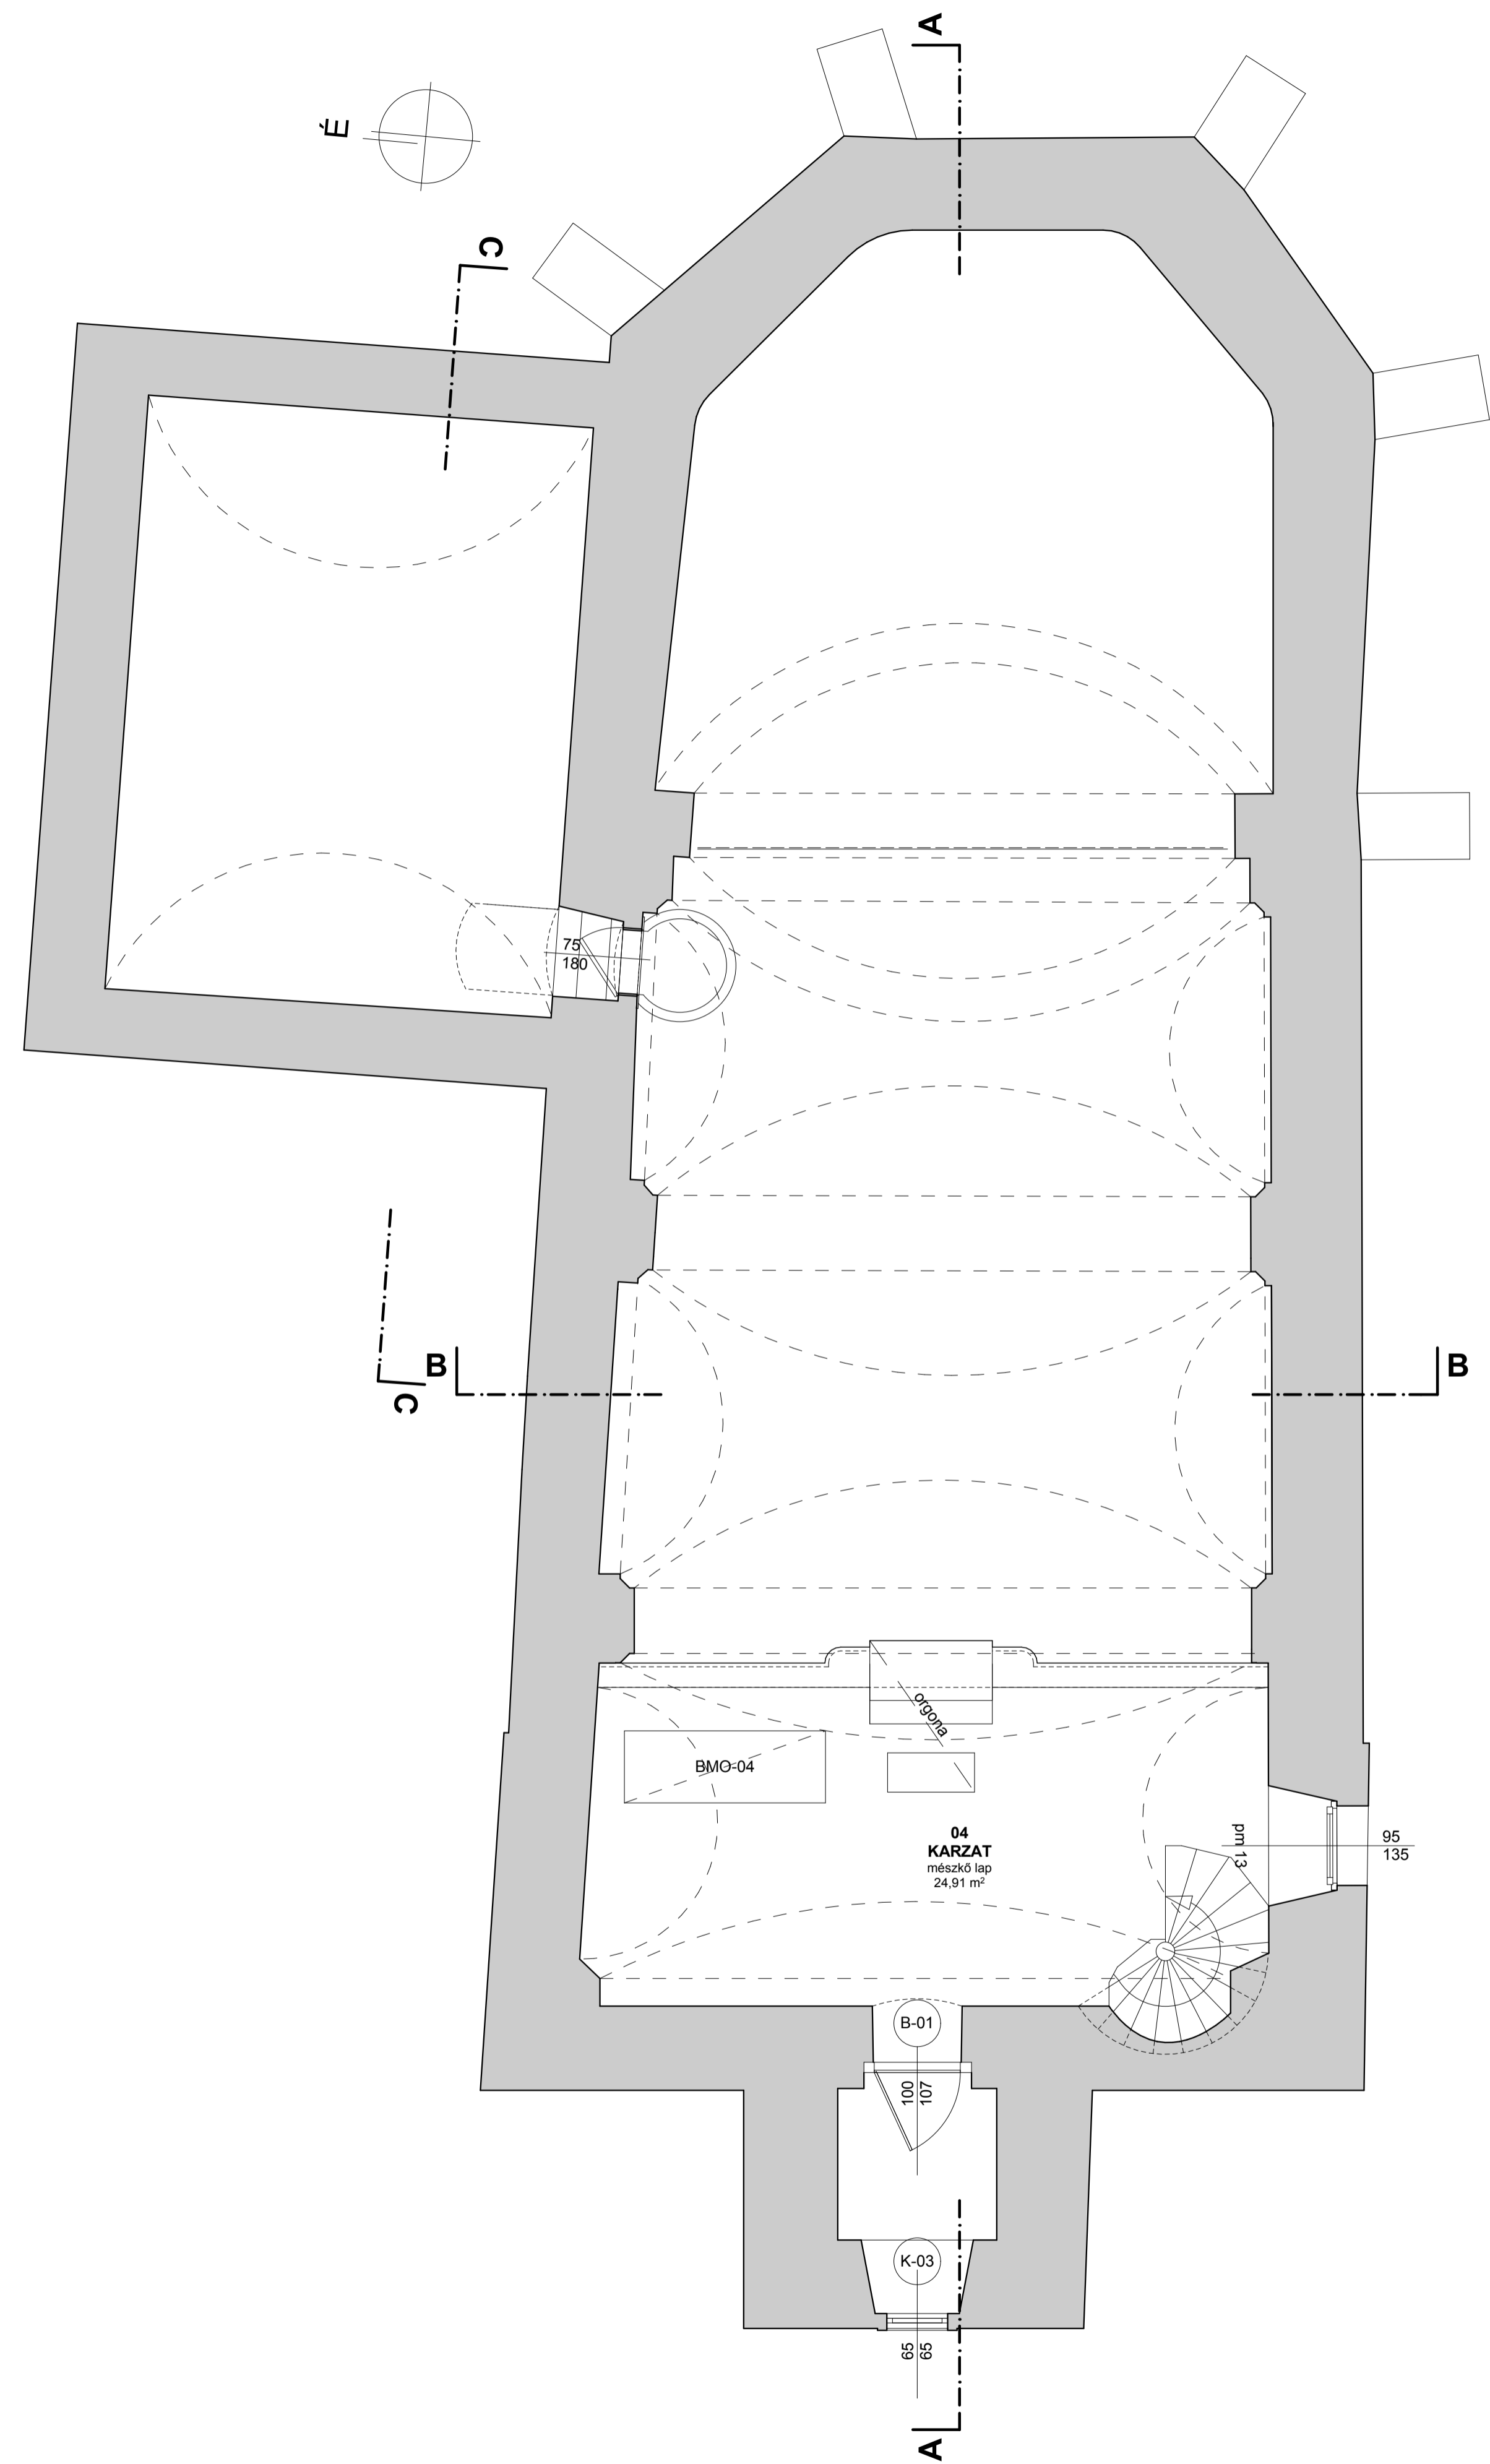 A
É
C
75
180
B
B
C
orgona
BMO-04
04
KARZAT
mészkő lap
24,91 m²
pm 13
95
135
B-01
100
107
K-03
65
65
A